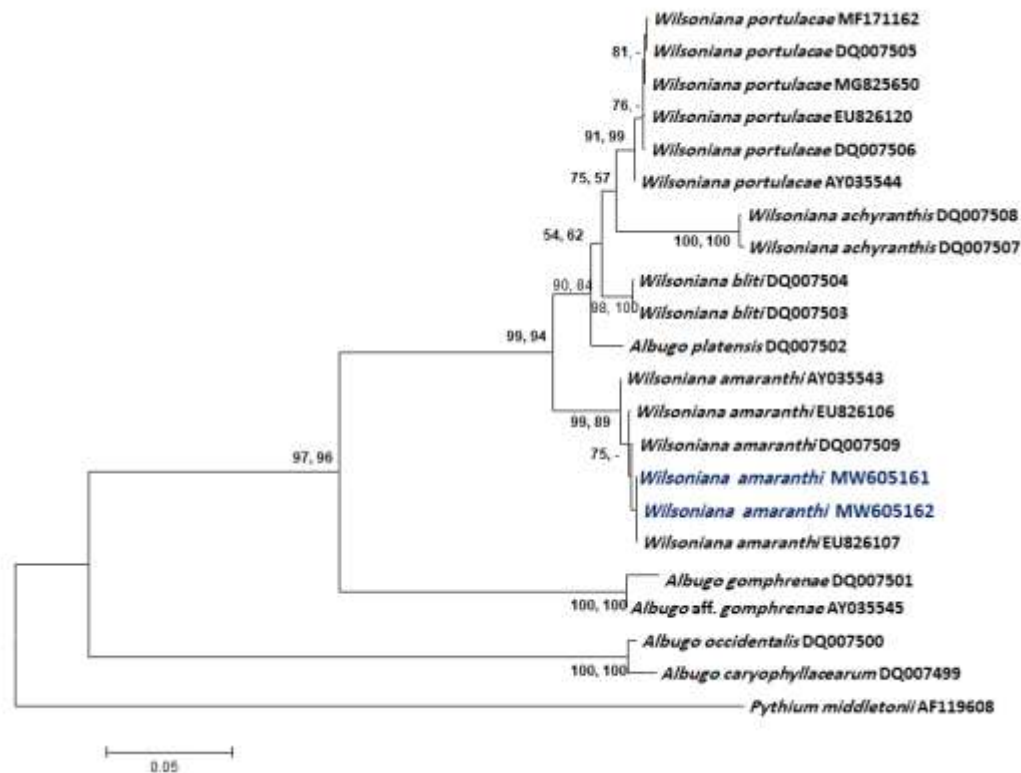 Wilsoniana portulacae MF171162
81, -
Wilsoniana portulacae DQ007505
Wilsoniana portulacae MG825650
76, -
Wilsoniana portulacae EU826120
91, 99
Wilsoniana portulacae DQ007506
75, 57
Wilsoniana portulacae AY035544
Wilsoniana achyranthis DQ007508
54, 62
100, 100
Wilsoniana achyranthis DQ007507
90, 84
Wilsoniana bliti DQ007504
98, 100
Wilsoniana bliti DQ007503
99, 94
Albugo platensis DQ007502
Wilsoniana amaranthi AY035543
Wilsoniana amaranthi EU826106
99, 89
Wilsoniana amaranthi DQ007509
75, -
97, 96
Wilsoniana amaranthi MW605161
Wilsoniana amaranthi MW605162
Wilsoniana amaranthi EU826107
Albugo gomphrenae DQ007501
100, 100
Albugo aff. gomphrenae AY035545
Albugo occidentalis DQ007500
100, 100
Albugo caryophyllacearum DQ007499
Pythium middletonii AF119608
0.05